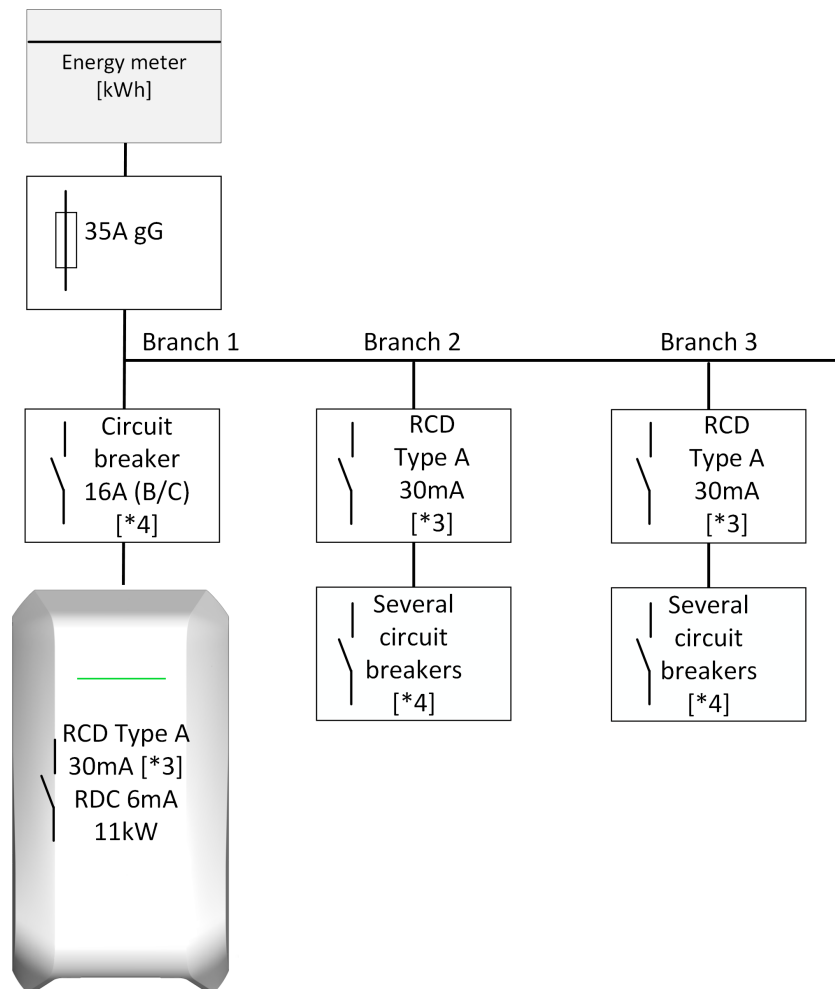 Energy meter
[kWh]
35A gG
Branch 1
Branch 2
Branch 3
Circuit
breaker
16A (B/C)
[*4]
RCD
Type A
30mA
[*3]
RCD
Type A
30mA
[*3]
Several
circuit
breakers
[*4]
Several
circuit
breakers
[*4]
RCD Type A
30mA [*3]
RDC 6mA
11kW